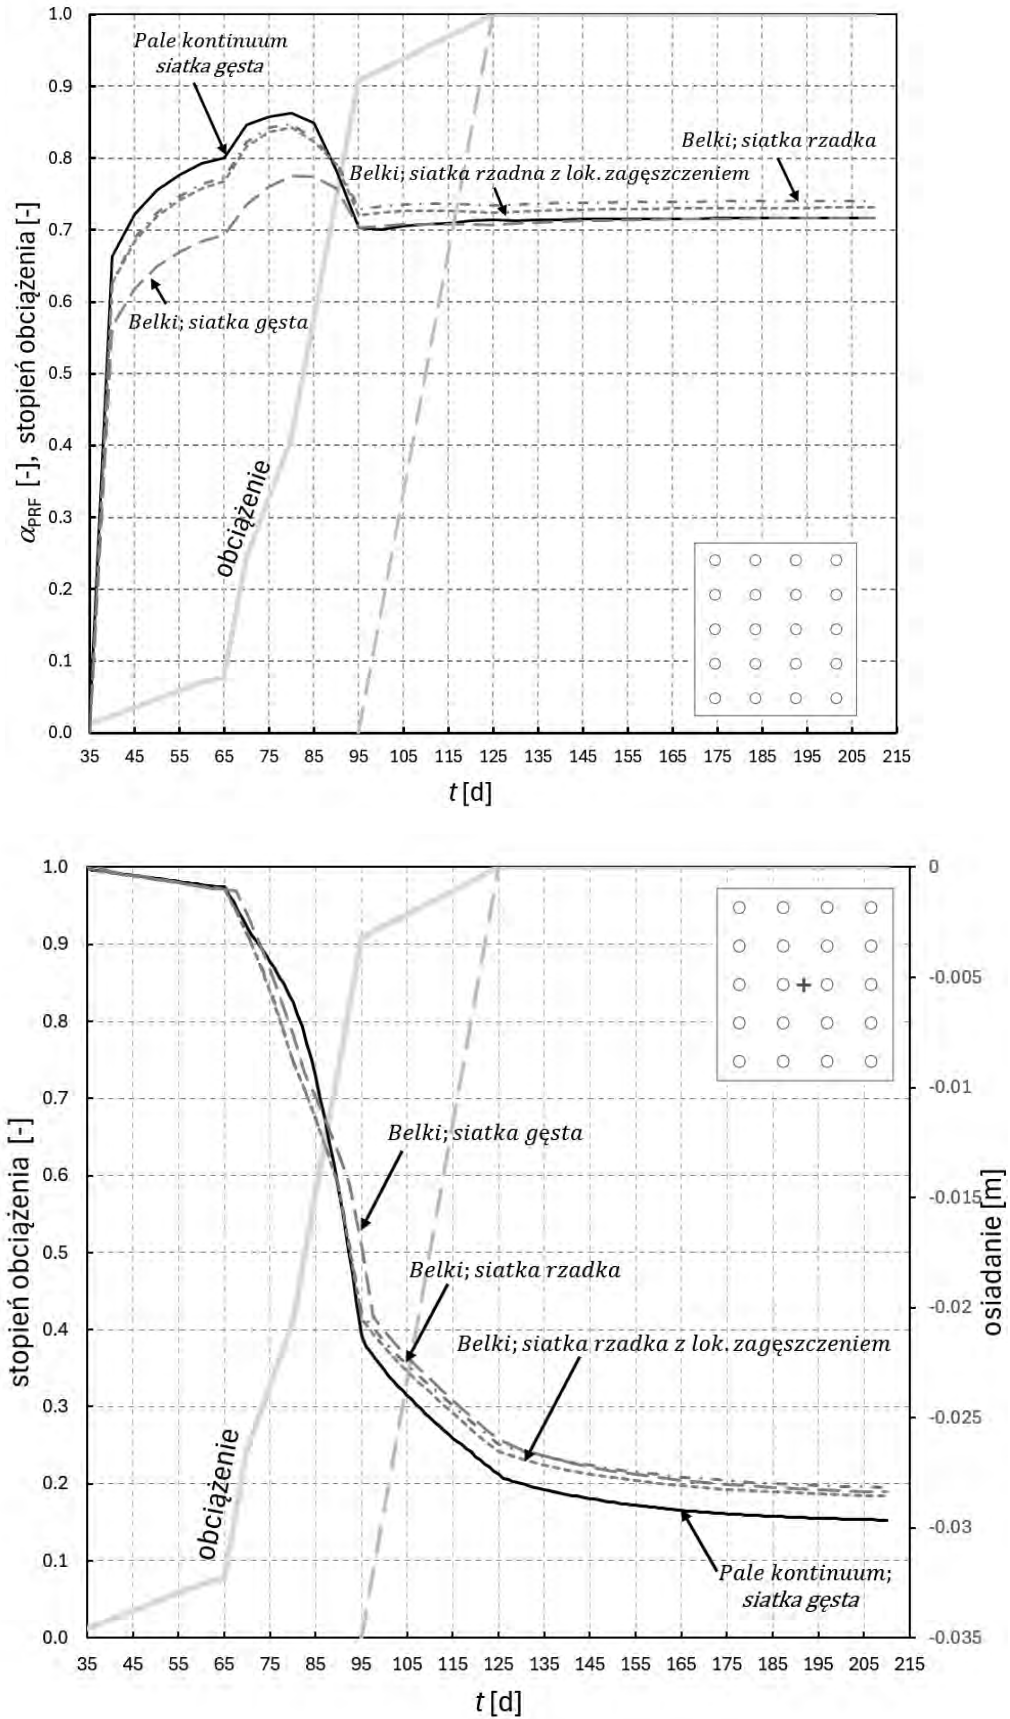 1.0
0.9
0.8
0.7
0.6
0.5
0.4
0.3
0.2
0.1
0.0
α_PRF [-], stopień obciążenia [-]
Pale kontinuum
siatka gęsta
Belki; siatka rzadka
Belki; siatka rzadna z lok. zagęszczeniem
Belki; siatka gęsta
obciążenie
35 45 55 65 75 85 95 105 115 125 135 145 155 165 175 185 195 205 215
t [d]
1.0
0.9
0.8
0.7
0.6
0.5
0.4
0.3
0.2
0.1
0.0
stopień obciążenia [-]
Belki; siatka gęsta
Belki; siatka rzadka
Belki; siatka rzadka z lok. zagęszczeniem
obciążenie
Pale kontinuum;
siatka gęsta
0
-0.005
-0.01
-0.015
-0.02
-0.025
-0.03
-0.035
osiadanie [m]
35 45 55 65 75 85 95 105 115 125 135 145 155 165 175 185 195 205 215
t [d]